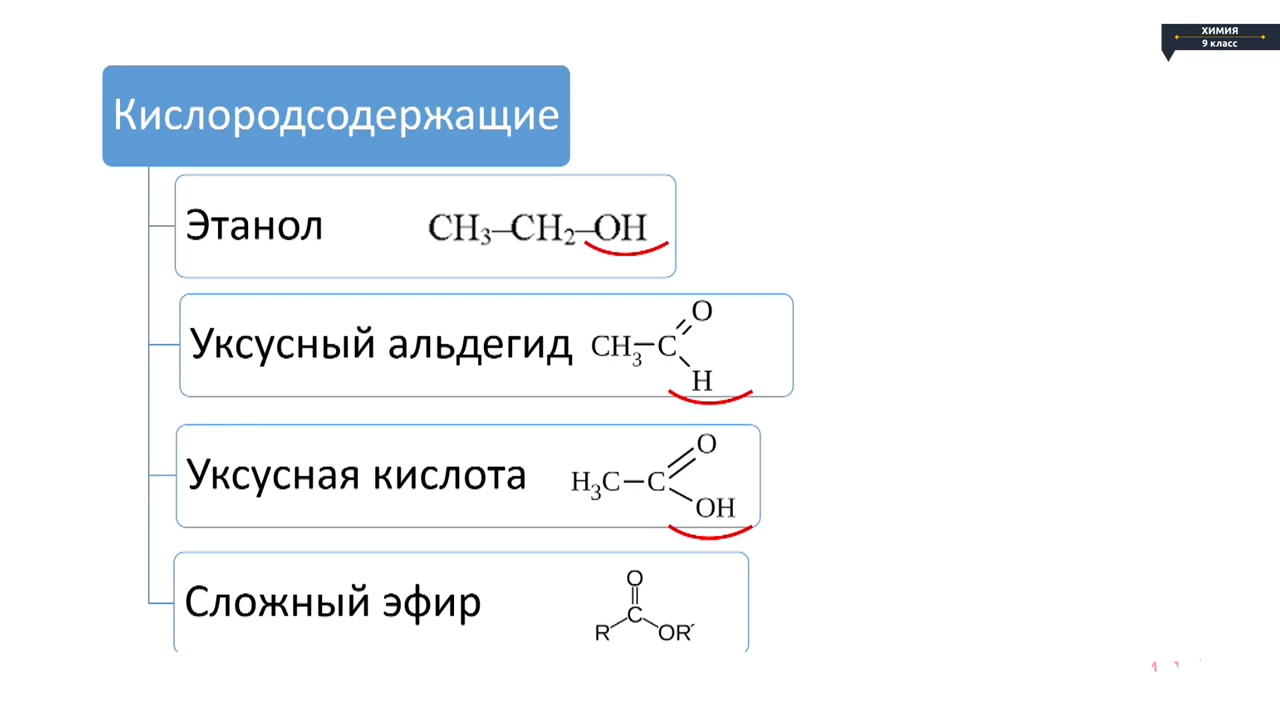 ХИМИЯ
9 класс
Кислородсодержащие
Этанол CH₃–CH₂–OH
Уксусный альдегид CH₃–C
O
H
Уксусная кислота H₃C–C
O
OH
Сложный эфир
O
C
R OR´